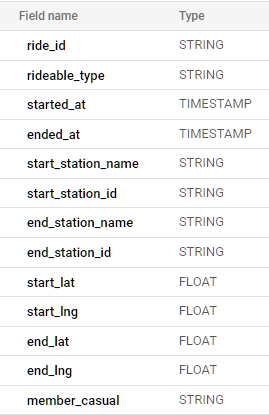 Field name Type
ride_id STRING
rideable_type STRING
started_at TIMESTAMP
ended_at TIMESTAMP
start_station_name STRING
start_station_id STRING
end_station_name STRING
end_station_id STRING
start_lat FLOAT
start_lng FLOAT
end_lat FLOAT
end_lng FLOAT
member_casual STRING